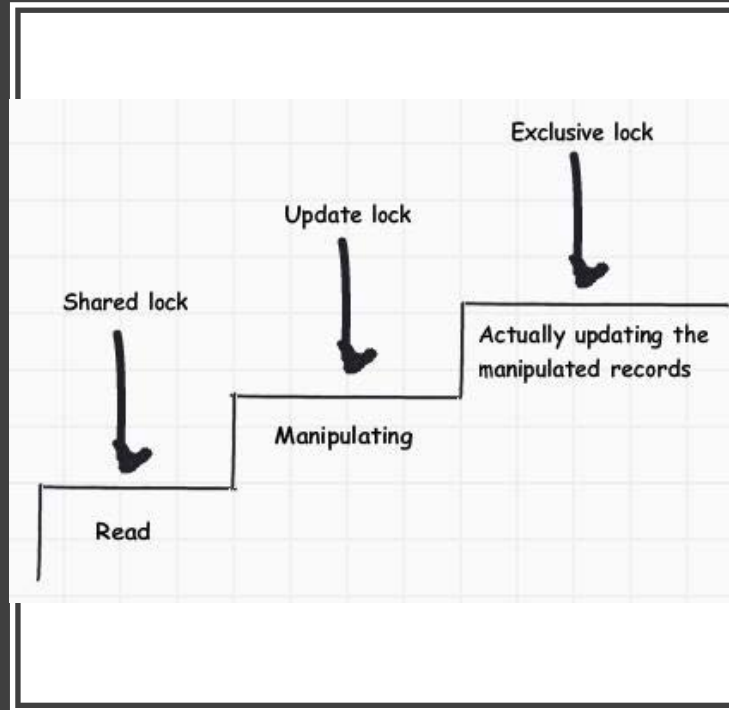 Exclusive lock
Update lock
Shared lock
Actually updating the
manipulated records
Manipulating
Read